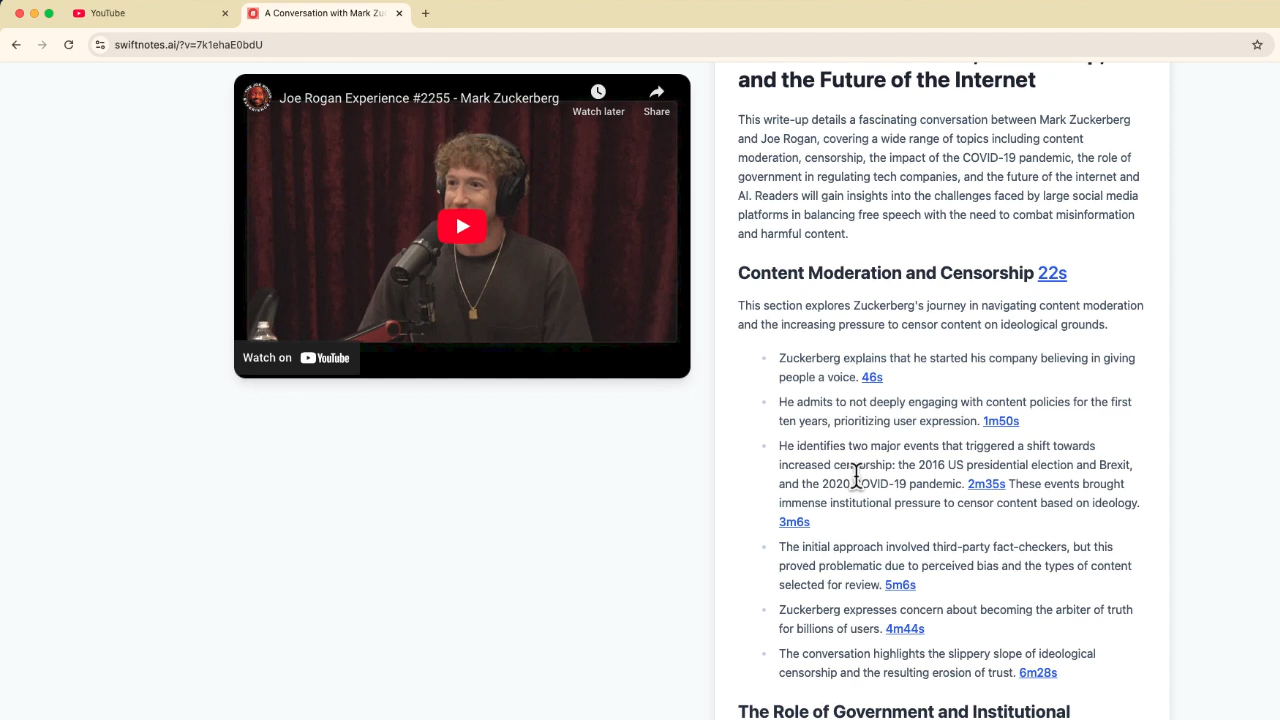 YouTube
A Conversation with Mark Zuc
swiftnotes.ai/?v=7k1ehaE0bdU
Joe Rogan Experience #2255 - Mark Zuckerberg
Watch later
Share
Watch on YouTube
and the Future of the Internet
This write-up details a fascinating conversation between Mark Zuckerberg
and Joe Rogan, covering a wide range of topics including content
moderation, censorship, the impact of the COVID-19 pandemic, the role of
government in regulating tech companies, and the future of the internet and
AI. Readers will gain insights into the challenges faced by large social media
platforms in balancing free speech with the need to combat misinformation
and harmful content.
Content Moderation and Censorship 22s
This section explores Zuckerberg's journey in navigating content moderation
and the increasing pressure to censor content on ideological grounds.
Zuckerberg explains that he started his company believing in giving
people a voice. 46s
He admits to not deeply engaging with content policies for the first
ten years, prioritizing user expression. 1m50s
He identifies two major events that triggered a shift towards
increased censorship: the 2016 US presidential election and Brexit,
and the 2020 COVID-19 pandemic. 2m35s These events brought
immense institutional pressure to censor content based on ideology.
3m6s
The initial approach involved third-party fact-checkers, but this
proved problematic due to perceived bias and the types of content
selected for review. 5m6s
Zuckerberg expresses concern about becoming the arbiter of truth
for billions of users. 4m44s
The conversation highlights the slippery slope of ideological
censorship and the resulting erosion of trust. 6m28s
The Role of Government and Institutional